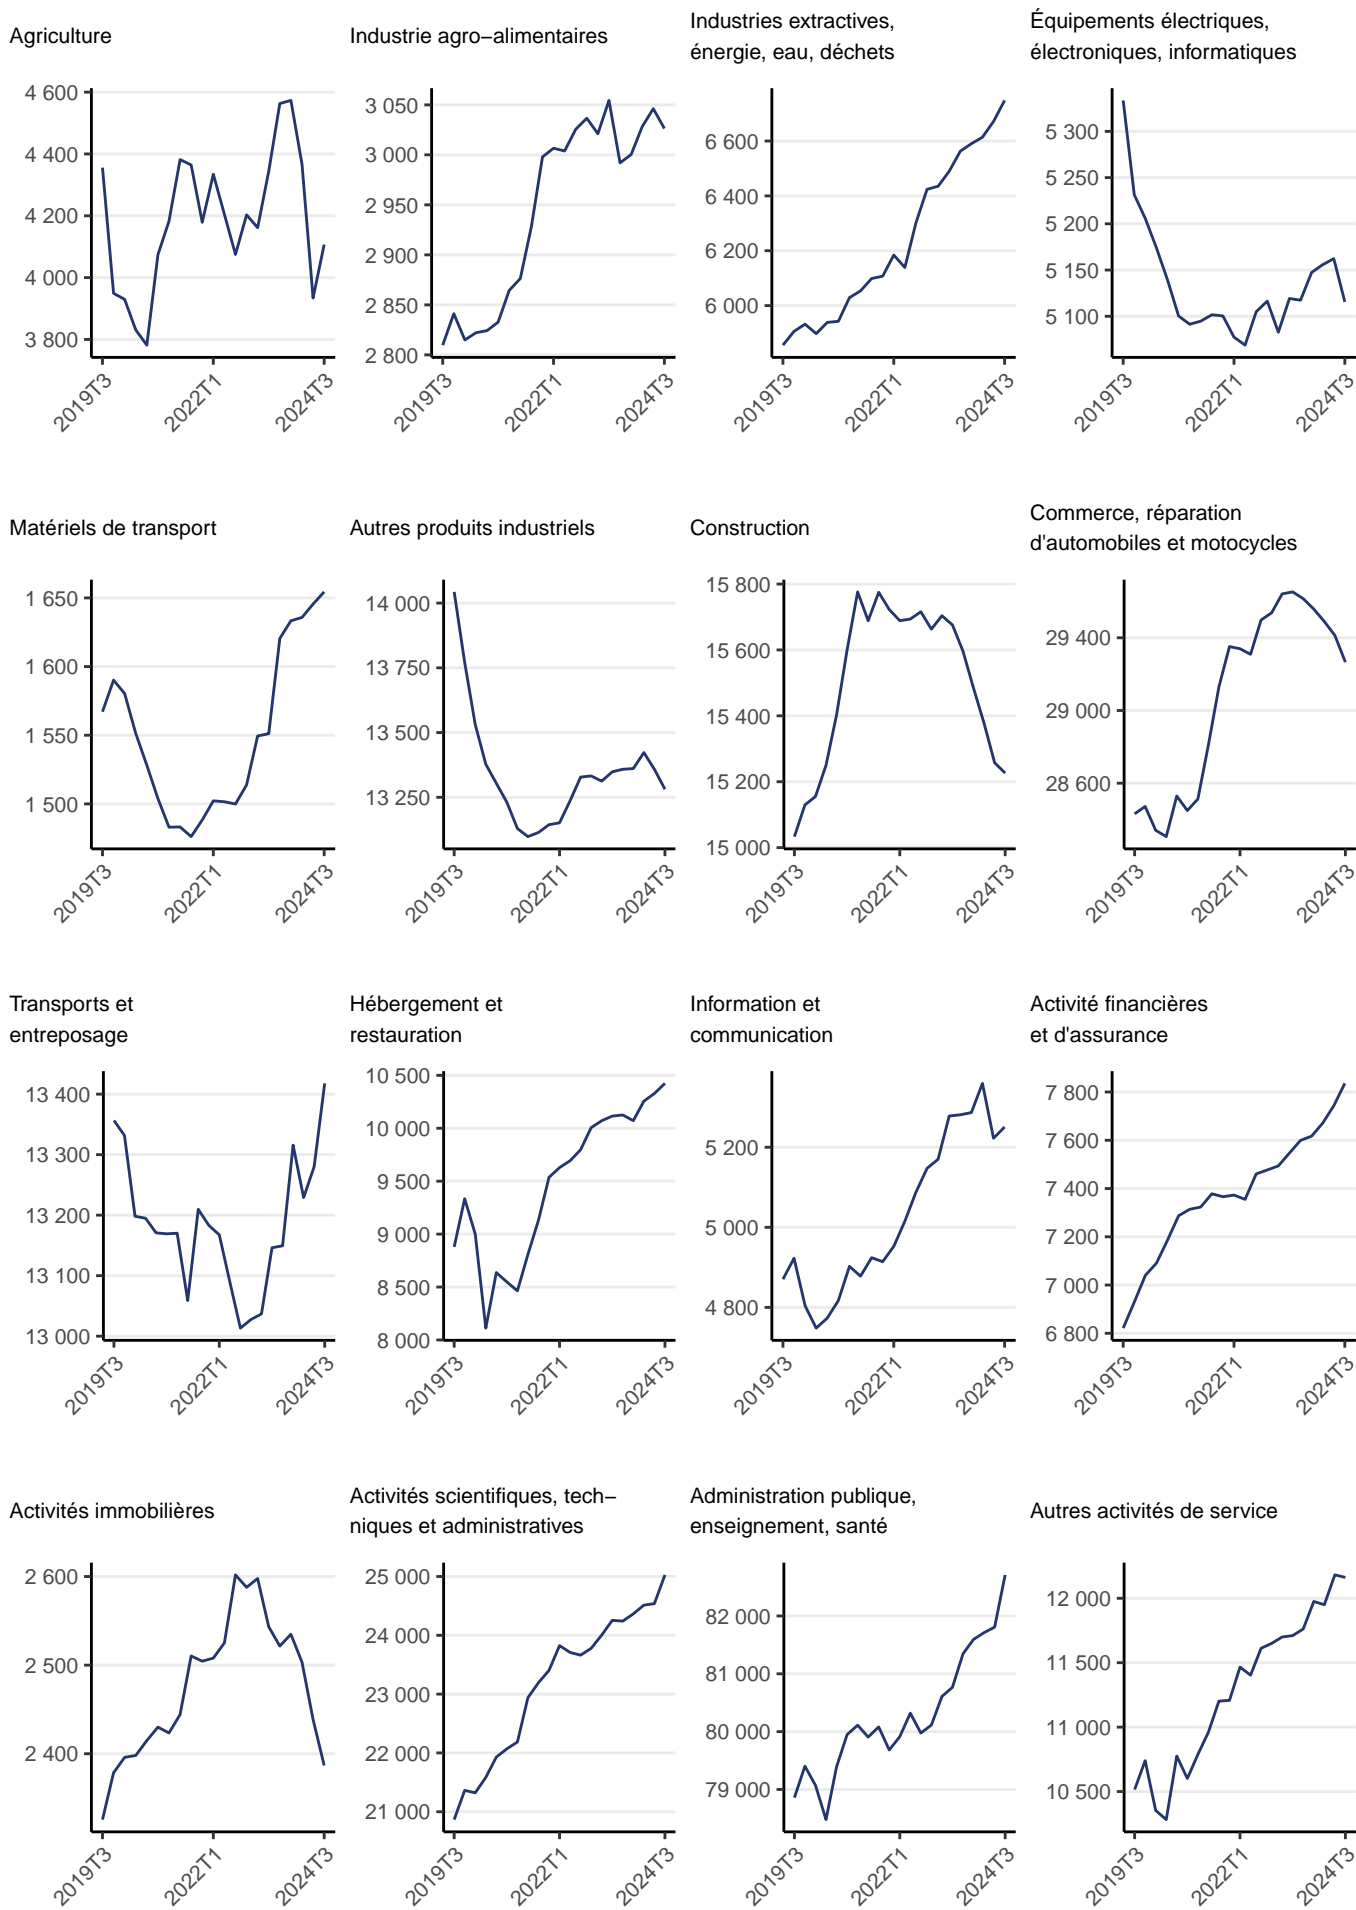 Agriculture
4 600
4 400
4 200
4 000
3 800
2019T3
2022T1
2024T3
Industrie agro−alimentaires
3 050
3 000
2 950
2 900
2 850
2 800
2019T3
2022T1
2024T3
Industries extractives,
énergie, eau, déchets
6 600
6 400
6 200
6 000
2019T3
2022T1
2024T3
Équipements électriques,
électroniques, informatiques
5 300
5 250
5 200
5 150
5 100
2019T3
2022T1
2024T3
Matériels de transport
1 650
1 600
1 550
1 500
2019T3
2022T1
2024T3
Autres produits industriels
14 000
13 750
13 500
13 250
2019T3
2022T1
2024T3
Construction
15 800
15 600
15 400
15 200
15 000
2019T3
2022T1
2024T3
Commerce, réparation
d'automobiles et motocycles
29 400
29 000
28 600
2019T3
2022T1
2024T3
Transports et
entreposage
13 400
13 300
13 200
13 100
13 000
2019T3
2022T1
2024T3
Hébergement et
restauration
10 500
10 000
9 500
9 000
8 500
8 000
2019T3
2022T1
2024T3
Information et
communication
5 200
5 000
4 800
2019T3
2022T1
2024T3
Activité financières
et d'assurance
7 800
7 600
7 400
7 200
7 000
6 800
2019T3
2022T1
2024T3
Activités immobilières
2 600
2 500
2 400
2019T3
2022T1
2024T3
Activités scientifiques, tech−
niques et administratives
25 000
24 000
23 000
22 000
21 000
2019T3
2022T1
2024T3
Administration publique,
enseignement, santé
82 000
81 000
80 000
79 000
2019T3
2022T1
2024T3
Autres activités de service
12 000
11 500
11 000
10 500
2019T3
2022T1
2024T3